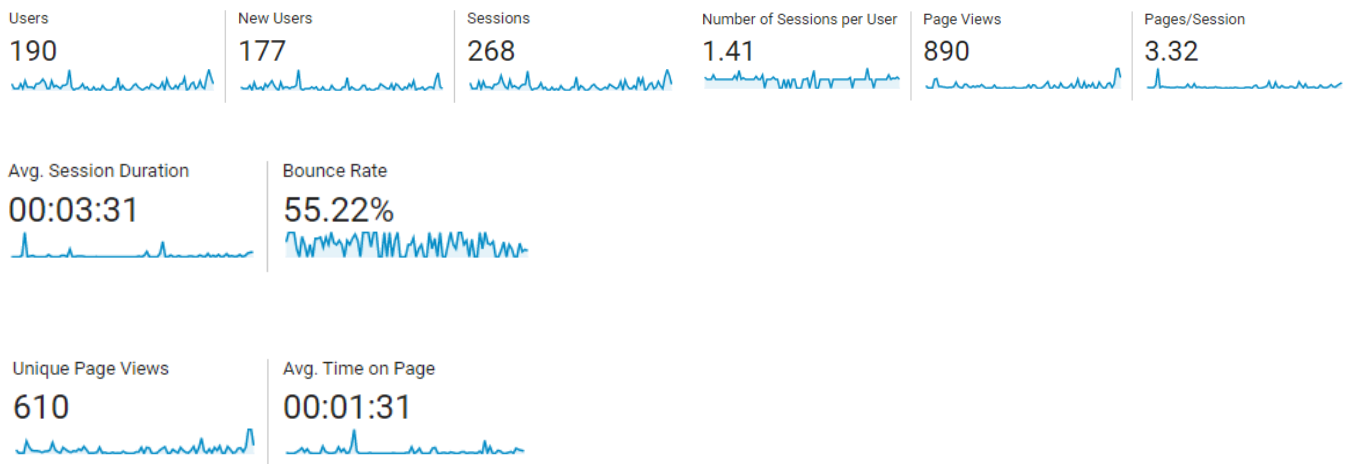 Users
New Users
Sessions
Number of Sessions per User
Page Views
Pages/Session
190
177
268
1.41
890
3.32
Avg. Session Duration
Bounce Rate
00:03:31
55.22%
Unique Page Views
Avg. Time on Page
610
00:01:31